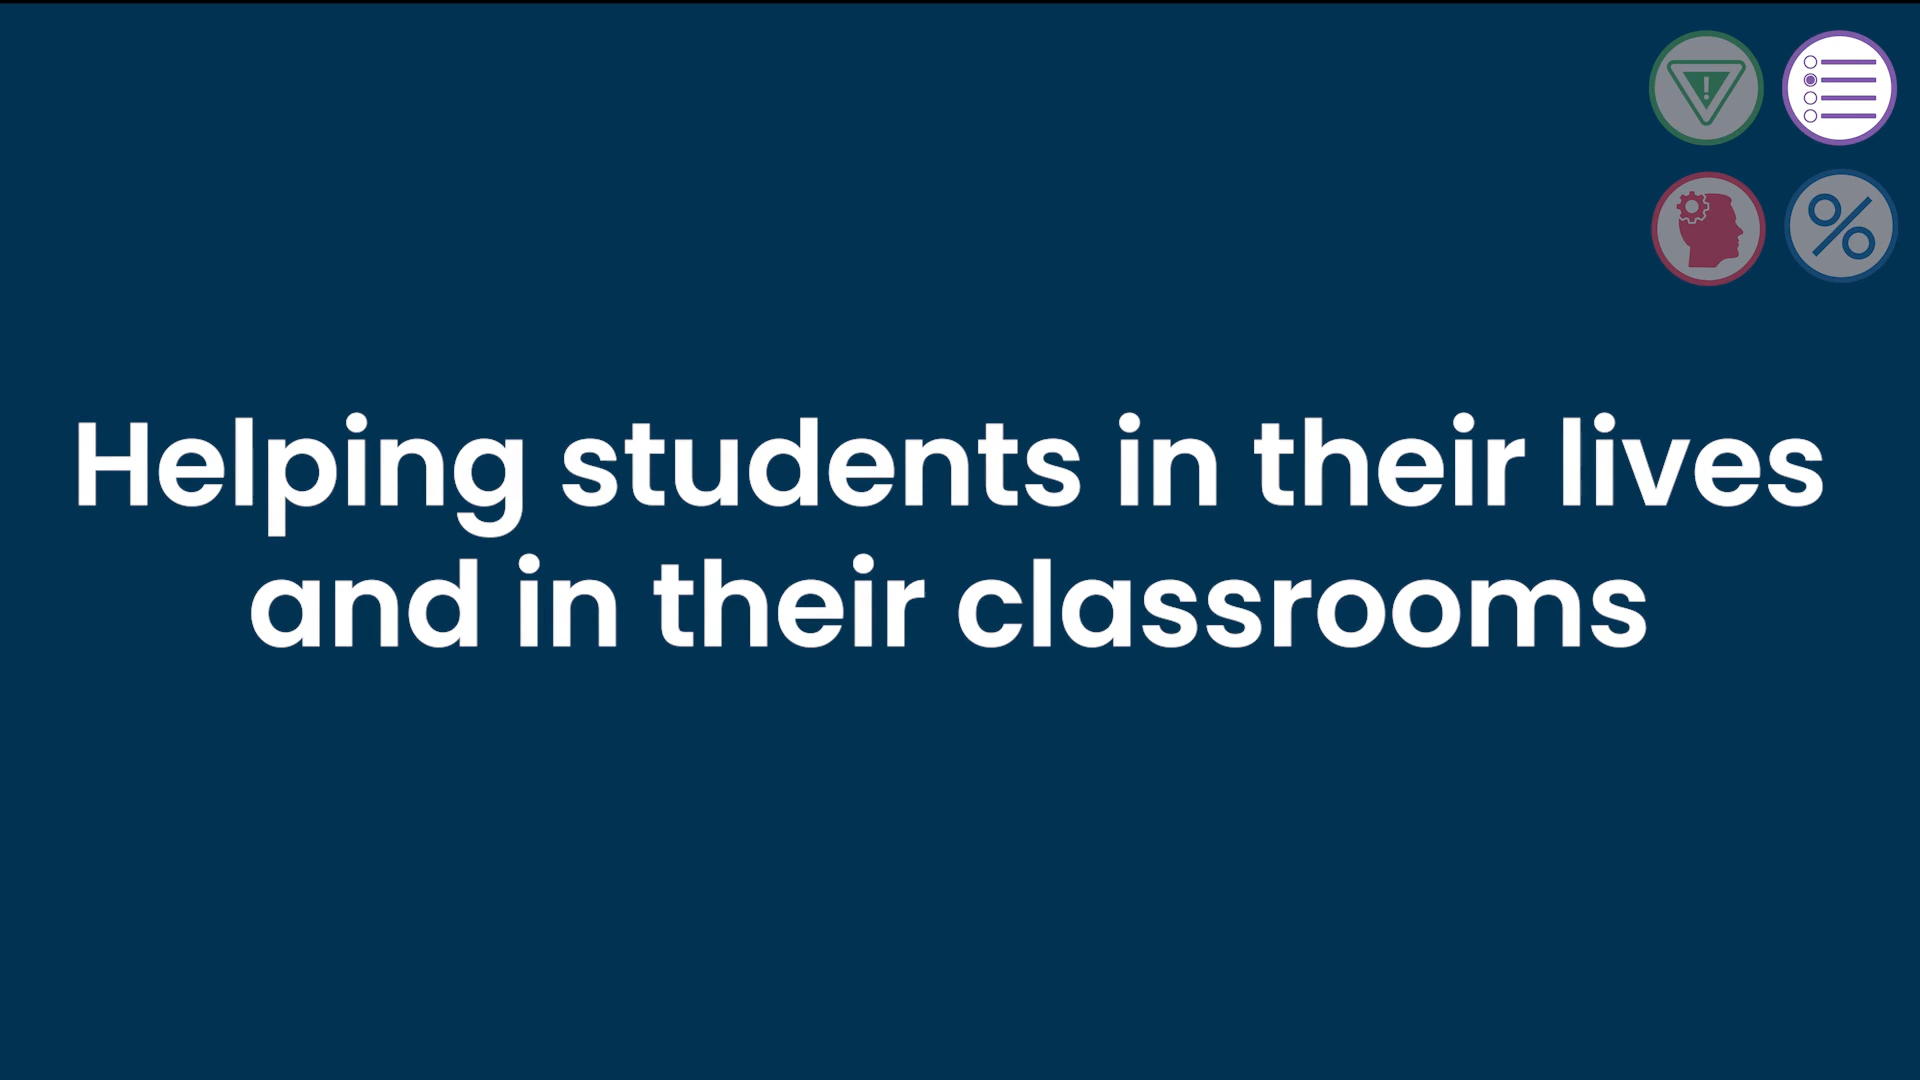 Helping students in their lives
and in their classrooms